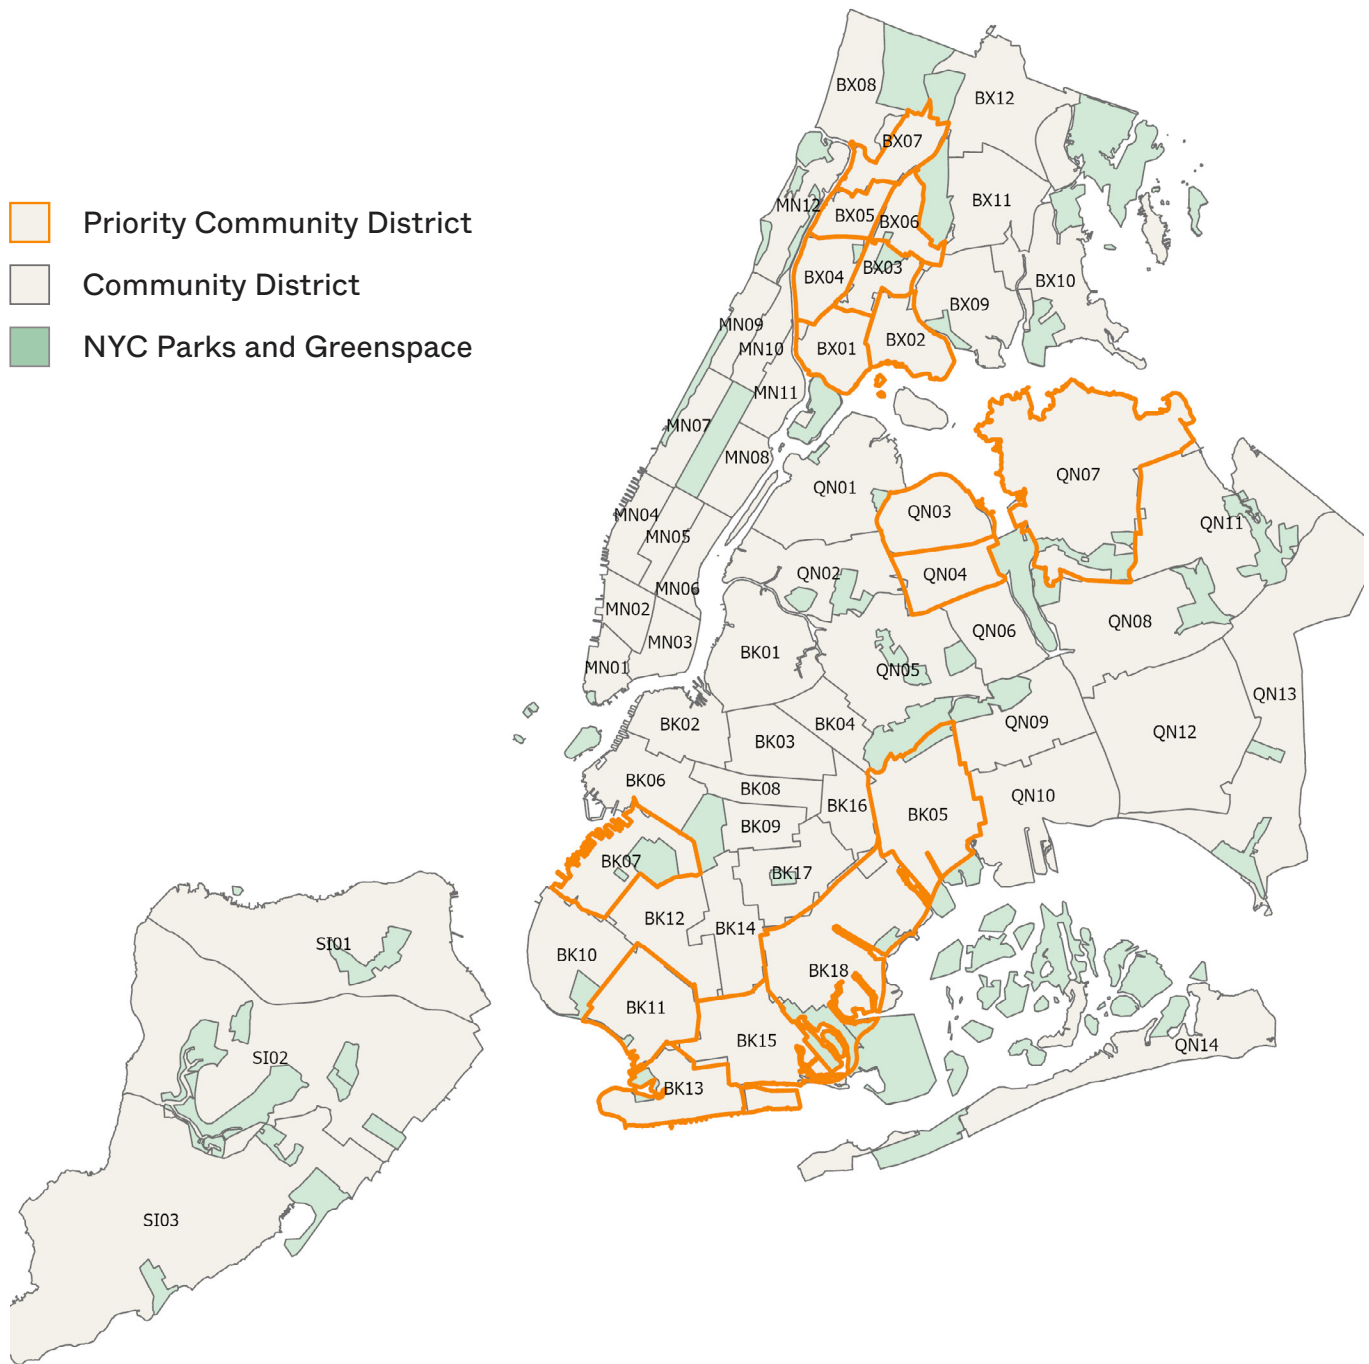 Priority Community District
Community District
NYC Parks and Greenspace
BX08
BX12
BX07
BX11
MN12
BX05
BX06
BX03
BX04
BX10
BX09
MN09
MN10
BX01
BX02
MN11
MN07
MN08
QN07
QN01
QN03
MN04
QN11
MN05
QN02
QN04
MN06
MN02
QN08
QN06
MN03
BK01
MN01
QN05
QN13
BK02
BK04
QN09
QN12
BK03
BK06
BK08
QN10
BK16
BK05
BK09
BK07
BK17
BK12
BK14
SI01
BK10
BK18
BK11
BK15
QN14
SI02
BK13
SI03